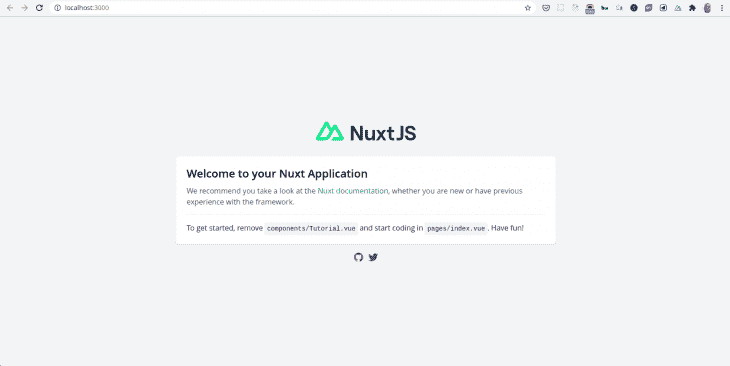 localhost:3000
NuxtJS
Welcome to your Nuxt Application
We recommend you take a look at the Nuxt documentation, whether you are new or have previous
experience with the framework.
To get started, remove components/Tutorial.vue and start coding in pages/index.vue. Have fun!